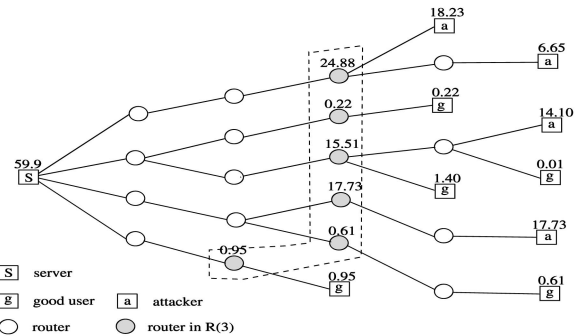 18.23
a
6.65
a
24.88
0.22
g
0.22
14.10
a
15.51
59.9
S
0.01
g
1.40
g
17.73
17.73
a
0.61
0.95
0.95
g
0.61
g
S server
g good user a attacker
router router in R(3)